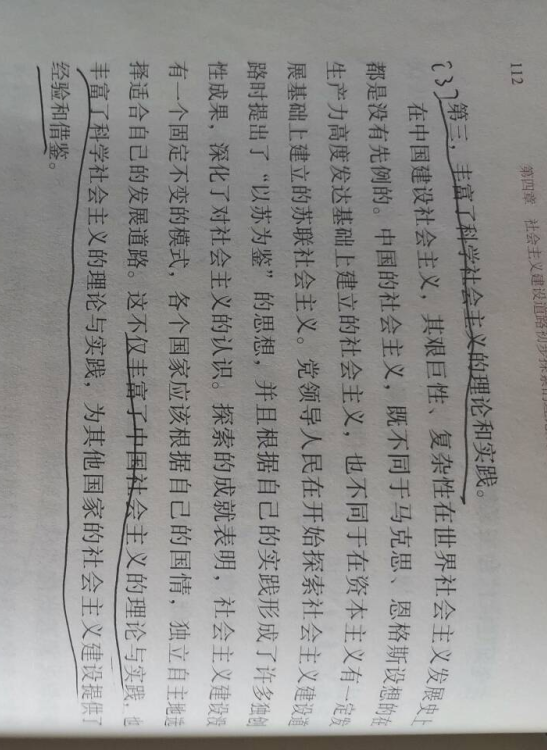 112
第四章 社会主义建设道路初步探索的
(3)第三，丰富了科学社会主义的理论和实践。
在中国建设社会主义，其艰巨性、复杂性在世界社会主义发展史上
都是没有先例的。中国的社会主义，既不同于马克思、恩格斯设想的在
生产力高度发达基础上建立的社会主义，也不同于在资本主义有一定发
展基础上建立的苏联社会主义。党领导人民在开始探索社会主义建设道
路时提出了“以苏为鉴”的思想，并且根据自己的实践形成了许多独创
性成果，深化了对社会主义的认识。探索的成就表明，社会主义建设没
有一个固定不变的模式，各个国家应该根据自己的国情，独立自主地选
择适合自己的发展道路。这不仅丰富了中国社会主义的理论与实践，也
丰富了科学社会主义的理论与实践，为其他国家的社会主义建设提供了
经验和借鉴。